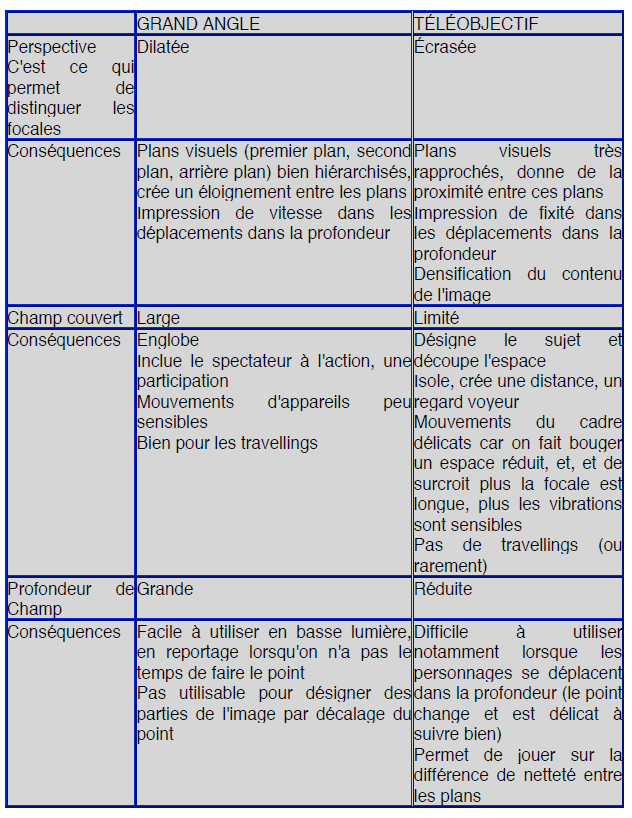 GRAND ANGLE
TÉLÉOBJECTIF
Perspective
C'est ce qui
permet de
distinguer les
focales
Dilatée
Écrasée
Conséquences
Plans visuels (premier plan, second
plan, arrière plan) bien hiérarchisés,
crée un éloignement entre les plans
Impression de vitesse dans les
déplacements dans la profondeur
Plans visuels très
rapprochés, donne de la
proximité entre ces plans
Impression de fixité dans
les déplacements dans la
profondeur
Densification du contenu
de l'image
Champ couvert
Large
Limité
Conséquences
Englobe
Inclue le spectateur à l'action, une
participation
Mouvements d'appareils peu
sensibles
Bien pour les travellings
Désigne le sujet et
découpe l'espace
Isole, crée une distance, un
regard voyeur
Mouvements du cadre
délicats car on fait bouger
un espace réduit, et, et de
surcroit plus la focale est
longue, plus les vibrations
sont sensibles
Pas de travellings (ou
rarement)
Profondeur de
Champ
Grande
Réduite
Conséquences
Facile à utiliser en basse lumière,
en reportage lorsqu'on n'a pas le
temps de faire le point
Pas utilisable pour désigner des
parties de l'image par décalage du
point
Difficile à utiliser
notamment lorsque les
personnages se déplacent
dans la profondeur (le point
change et est délicat à
suivre bien)
Permet de jouer sur la
différence de netteté entre
les plans